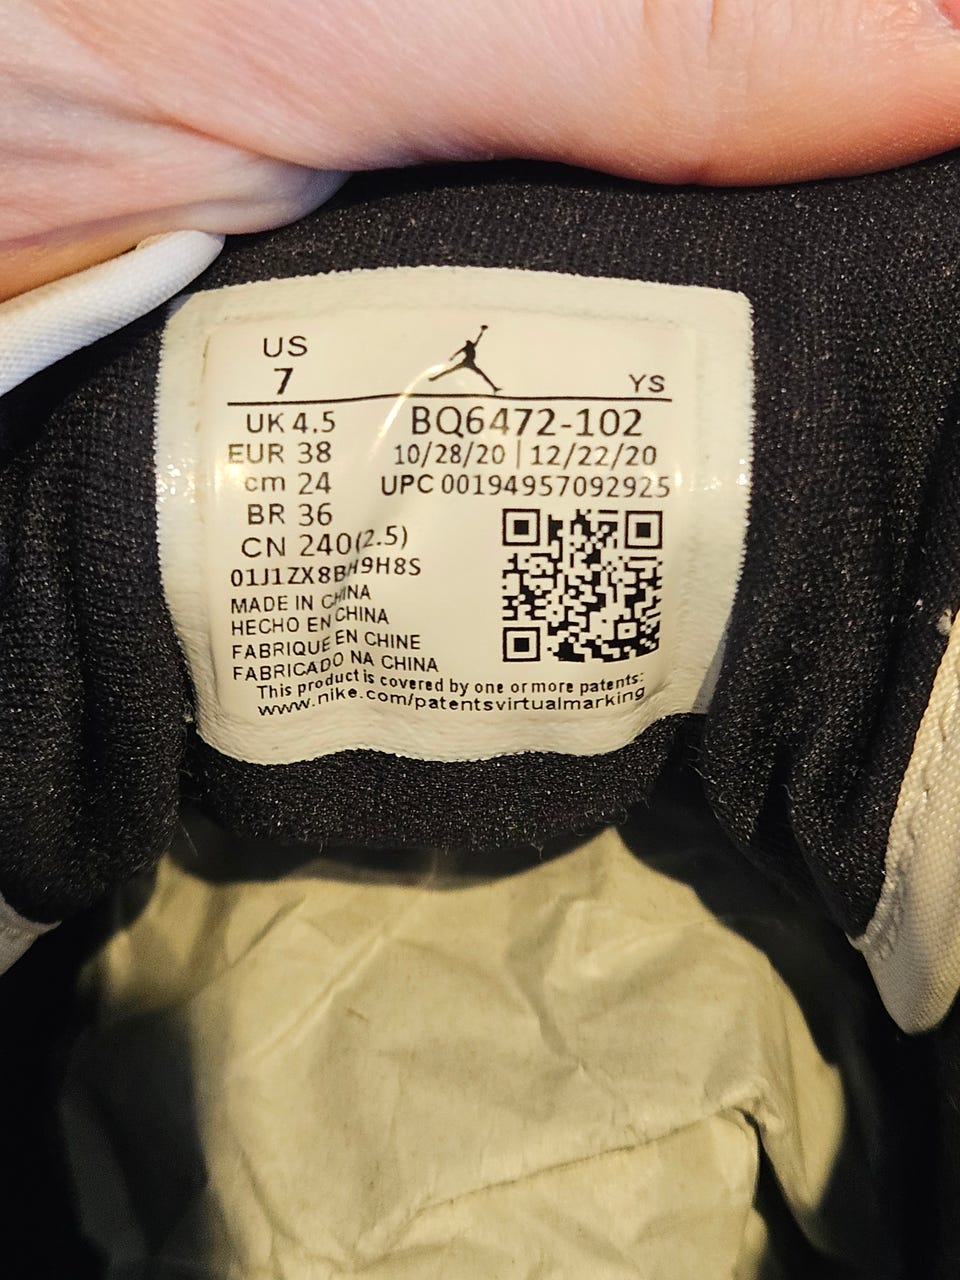 US
7
YS
UK 4.5
BQ6472-102
EUR 38
10/28/20 | 12/22/20
cm 24
UPC 00194957092925
BR 36
CN 240(2.5)
01J1ZX8BH9H8S
MADE IN CHINA
HECHO EN CHINA
FABRIQUE EN CHINE
FABRICADO NA CHINA
This product is covered by one or more patents:
www.nike.com/patentsvirtualmarking